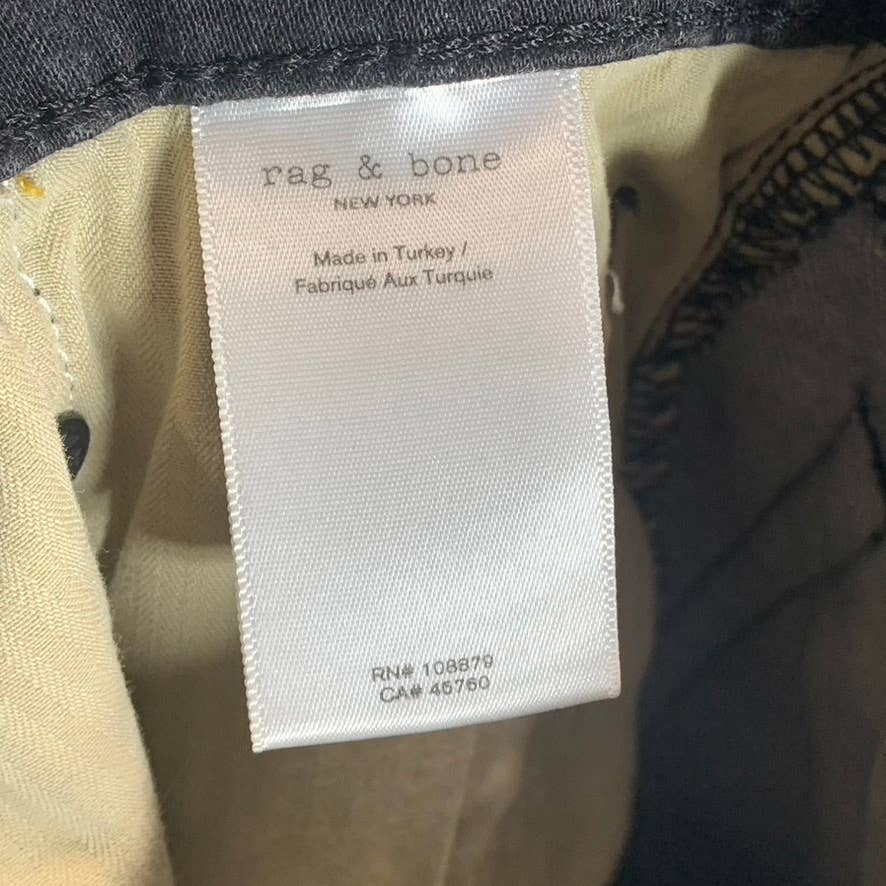 rag & bone
NEW YORK
Made in Turkey /
Fabriqué Aux Turquie
RN# 108879
CA# 45760